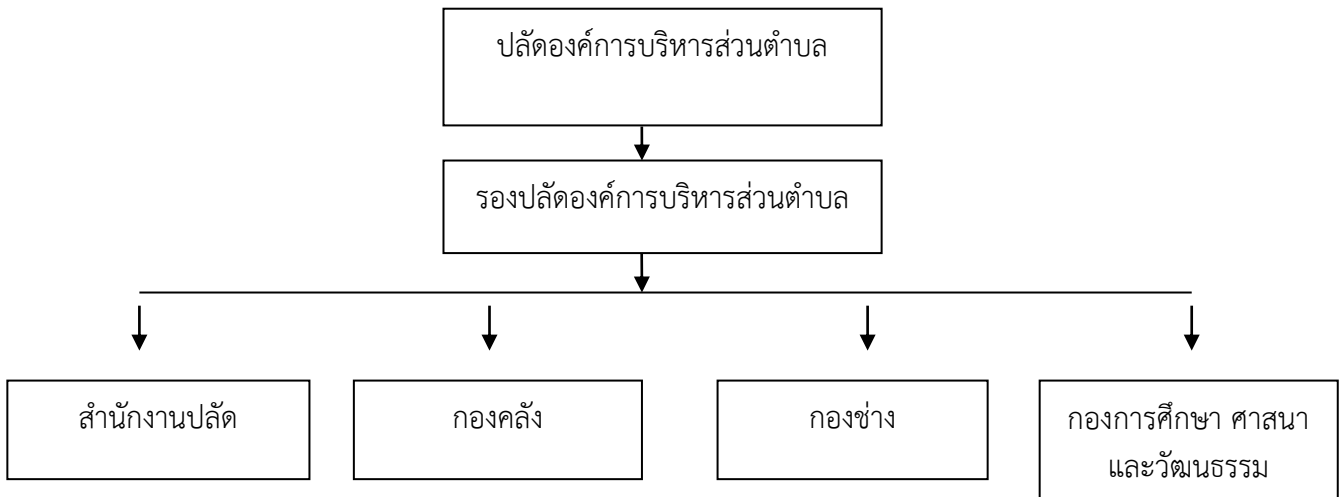 ปลัดองค์การบริหารส่วนตำบล
รองปลัดองค์การบริหารส่วนตำบล
สำนักงานปลัด
กองคลัง
กองช่าง
กองการศึกษา ศาสนา
และวัฒนธรรม